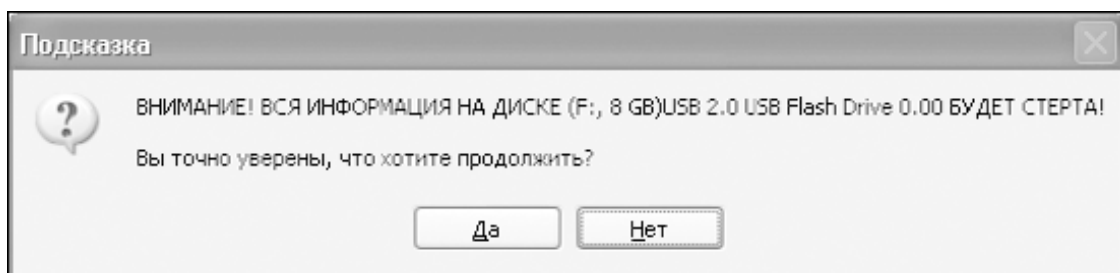 Подсказка
ВНИМАНИЕ! ВСЯ ИНФОРМАЦИЯ НА ДИСКЕ (F:, 8 GB)USB 2.0 USB Flash Drive 0.00 БУДЕТ СТЕРТА!
Вы точно уверены, что хотите продолжить?
Да Нет